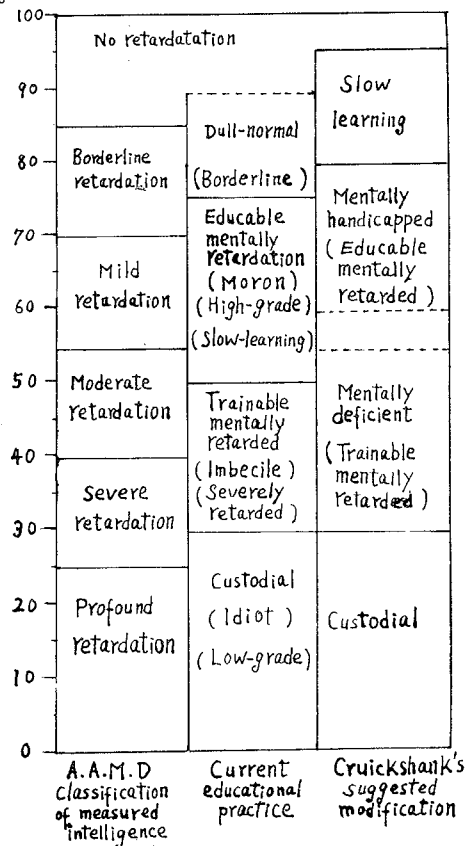 100
No retardatation
90
80
70
60
50
40
30
20
10
0
Borderline
retardation
Mild
retardation
Moderate
retardation
Severe
retardation
Profound
retardation
A.A.M.D
Classification
of measured
intelligence
Dull-normal
(Borderline)
Educable
mentally
retardation
(Moron)
(High-grade)
(Slow-learning)
Trainable
mentally
retarded
(Imbecile)
(Severely
retarded)
Custodial
(Idiot)
(Low-grade)
Current
educational
practice
Slow
learning
Mentally
handicapped
(Educable
mentally
retarded)
Mentally
deficient
(Trainable
mentally
retarded)
Custodial
Cruickshank's
suggested
modification